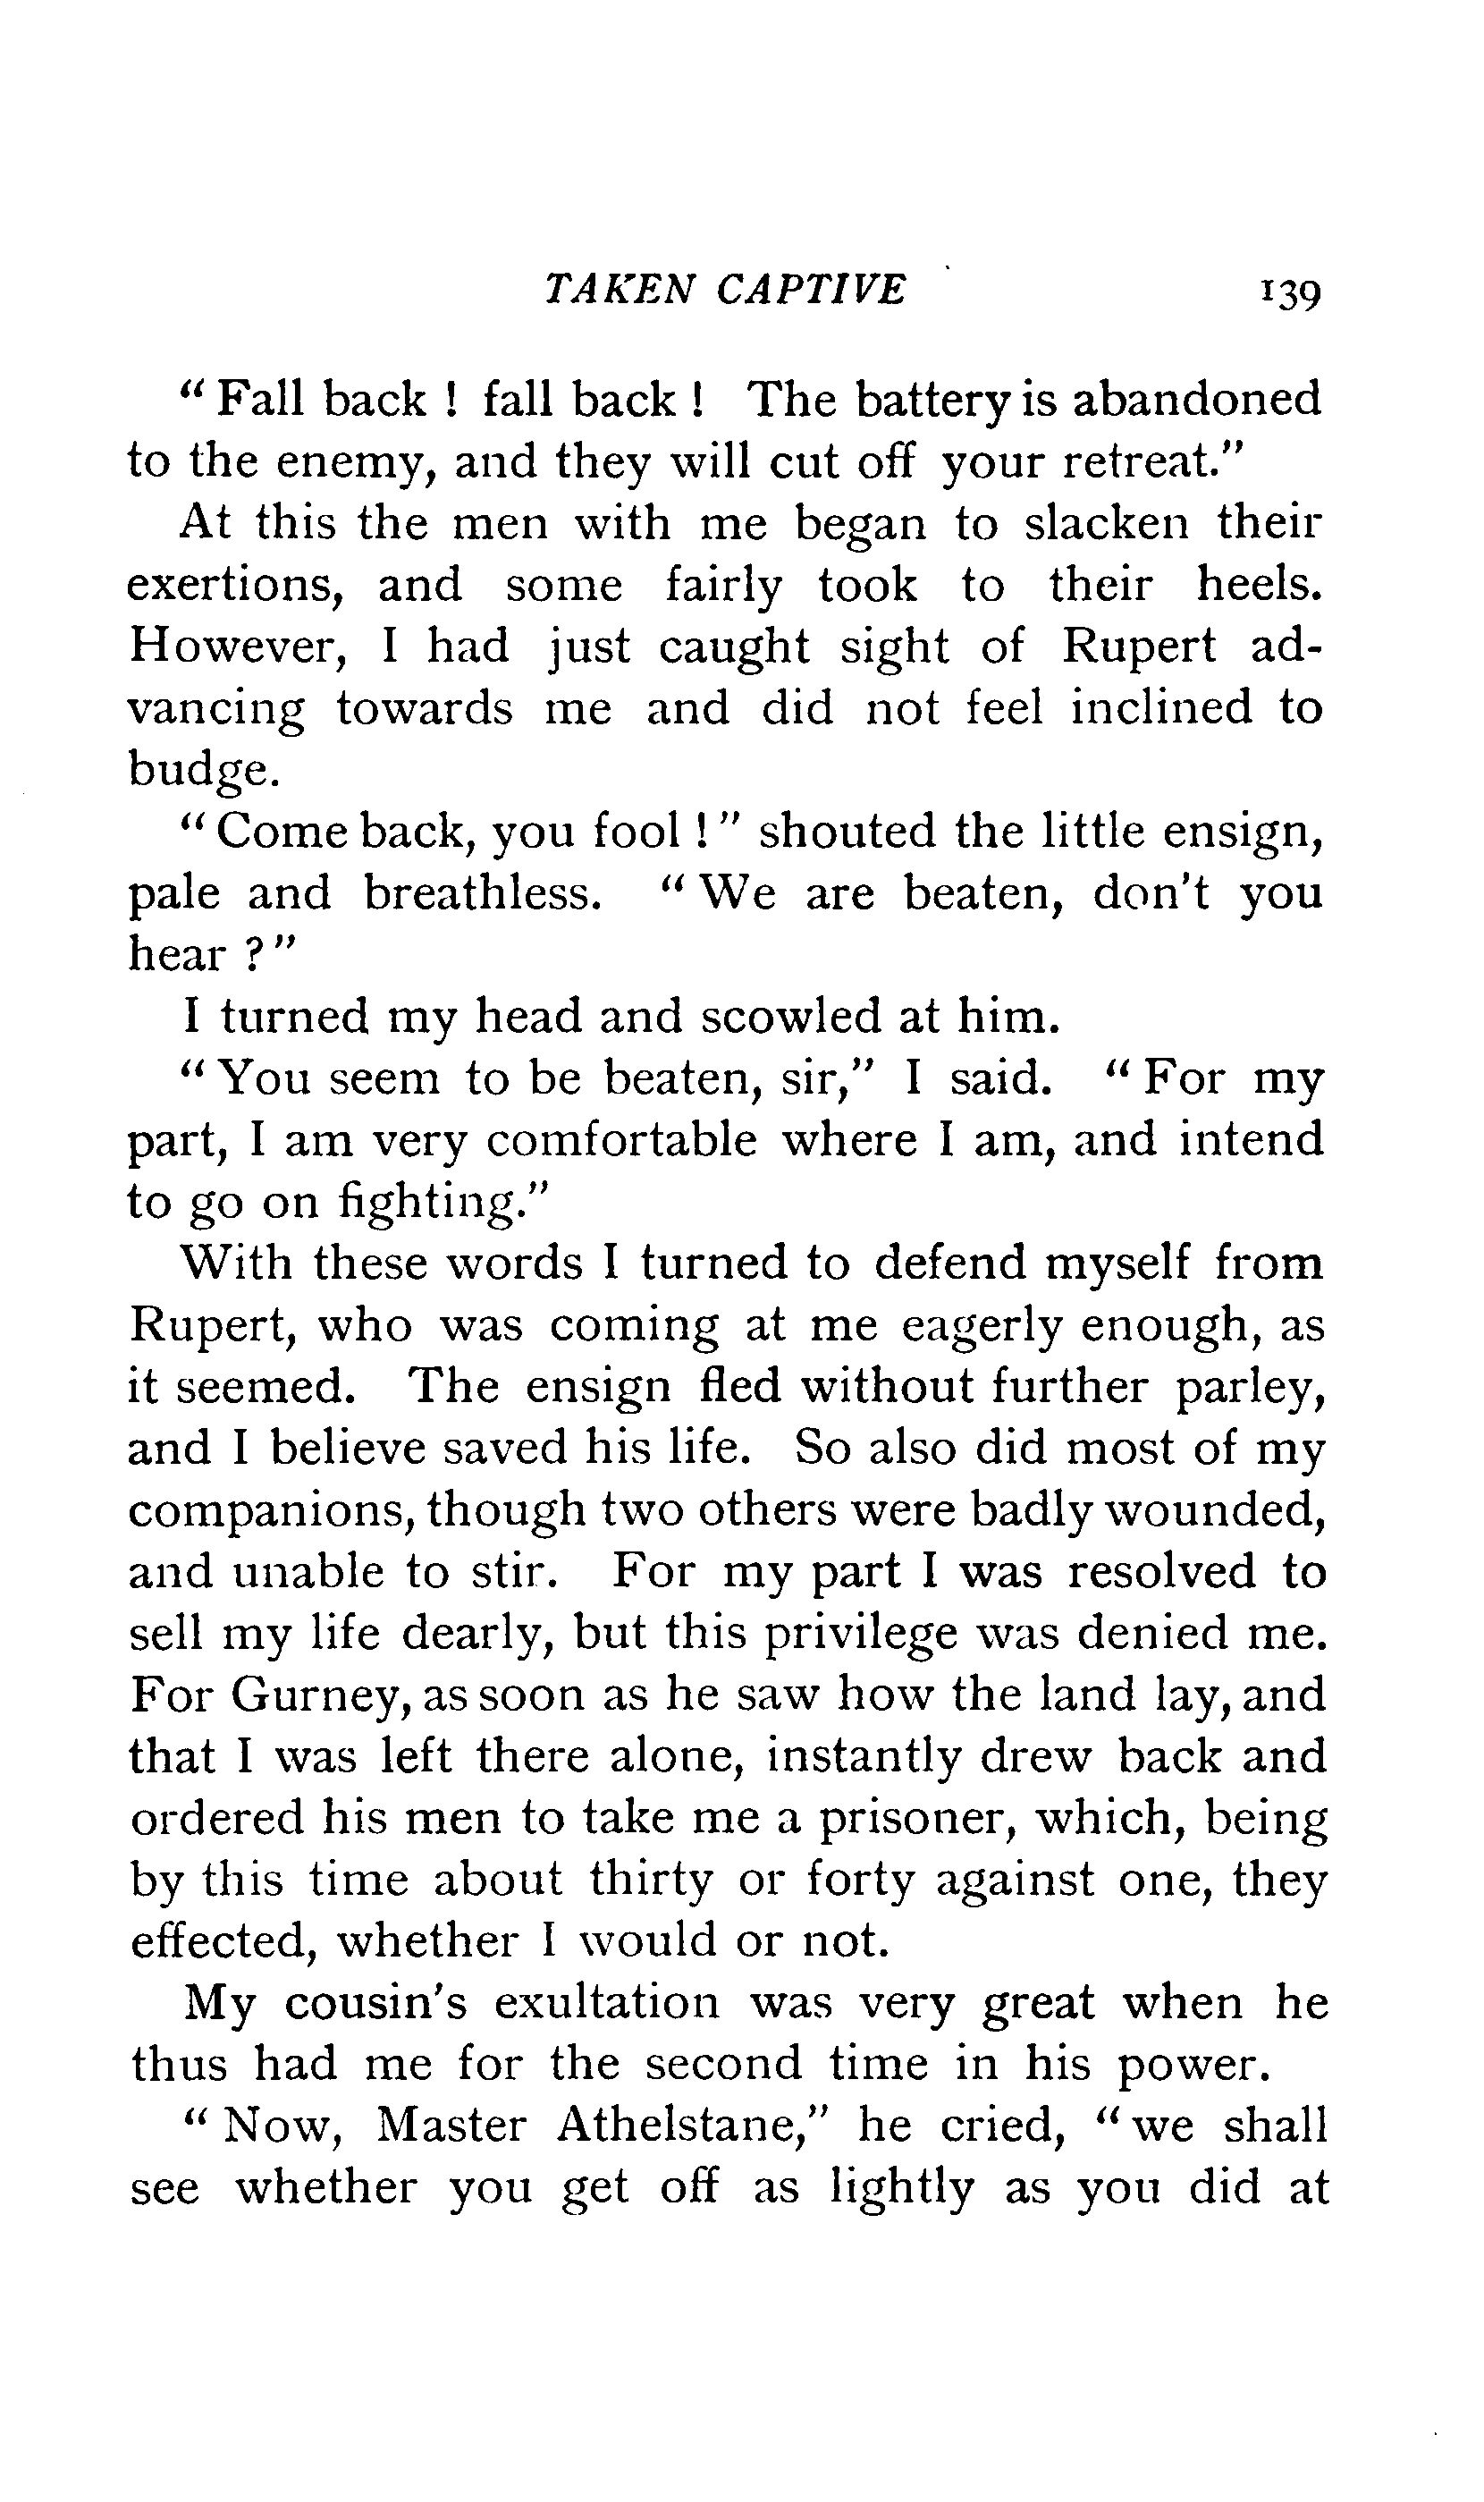 TAKEN CAPTIVE 139
“ Fall back ! fall back ! The battery is abandoned
to the enemy, and they will cut off your retreat.”
At this the men with me began to slacken their
exertions, and some fairly took to their heels.
However, I had just caught sight of Rupert ad-
vancing towards me and did not feel inclined to
budge.
“ Come back, you fool ! ” shouted the little ensign,
pale and breathless. “ We are beaten, don't you
hear ? ”
I turned my head and scowled at him.
“ You seem to be beaten, sir,” I said. “ For my
part, I am very comfortable where I am, and intend
to go on fighting.”
With these words I turned to defend myself from
Rupert, who was coming at me eagerly enough, as
it seemed. The ensign fled without further parley,
and I believe saved his life. So also did most of my
companions, though two others were badly wounded,
and unable to stir. For my part I was resolved to
sell my life dearly, but this privilege was denied me.
For Gurney, as soon as he saw how the land lay, and
that I was left there alone, instantly drew back and
ordered his men to take me a prisoner, which, being
by this time about thirty or forty against one, they
effected, whether I would or not.
My cousin's exultation was very great when he
thus had me for the second time in his power.
“ Now, Master Athelstane,” he cried, “ we shall
see whether you get off as lightly as you did at